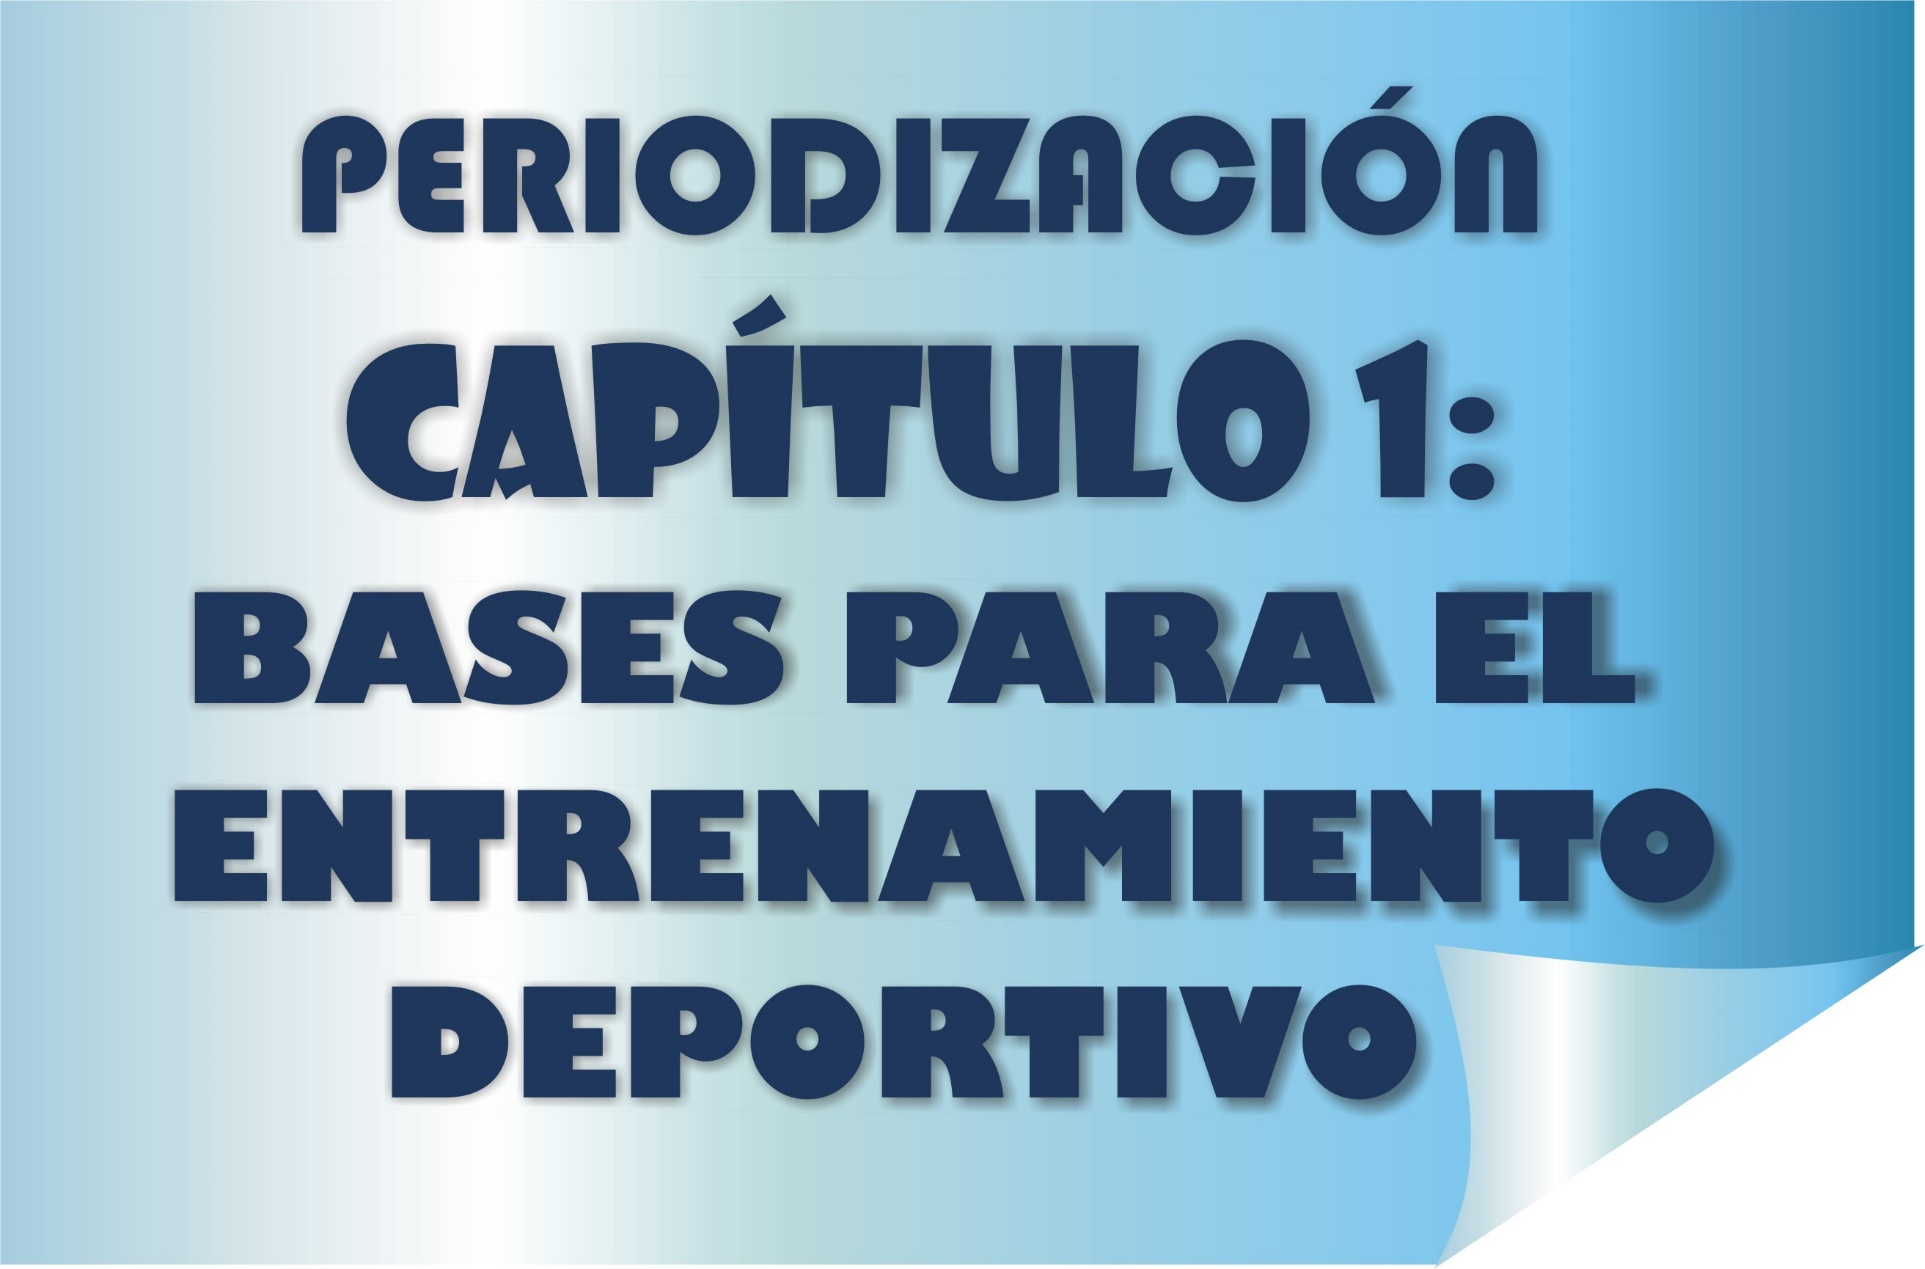 PERIODIZACIÓN
CAPÍTULO 1:
BASES PARA EL
ENTRENAMIENTO
DEPORTIVO